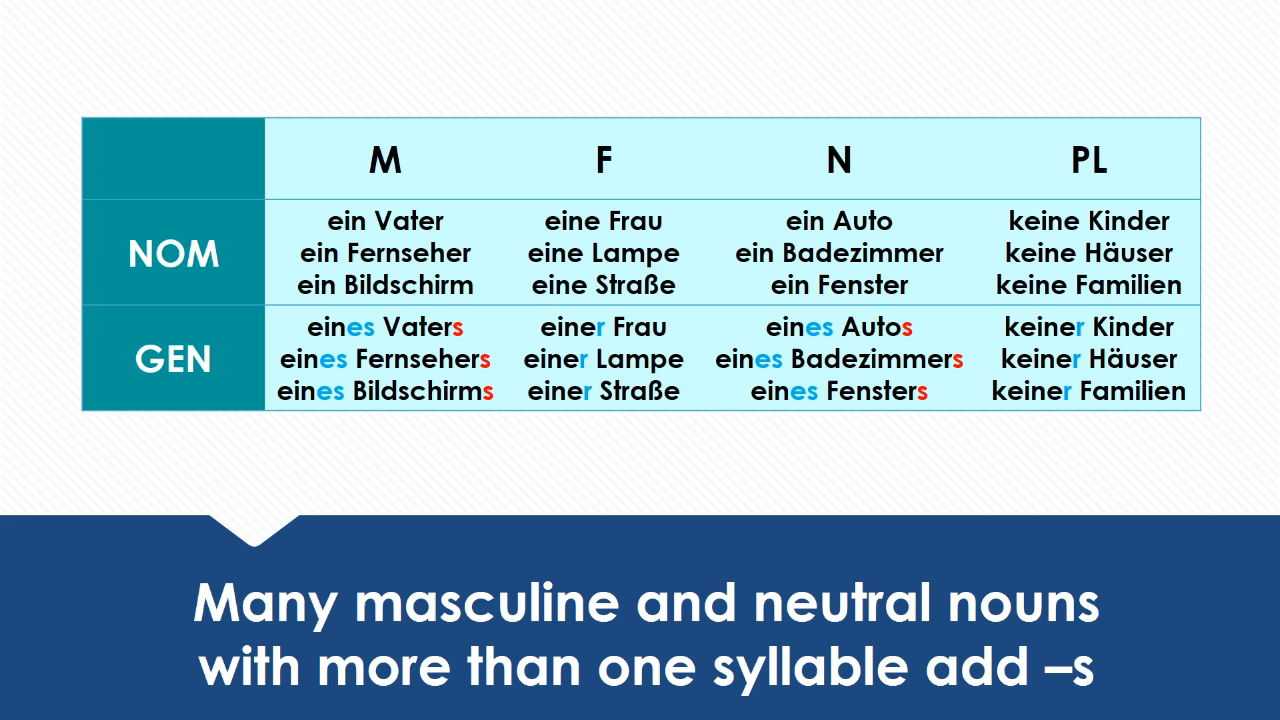 M F N PL
NOM
ein Vater eine Frau ein Auto keine Kinder
ein Fernseher eine Lampe ein Badezimmer keine Häuser
ein Bildschirm eine Straße ein Fenster keine Familien
GEN
eines Vaters einer Frau eines Autos keiner Kinder
eines Fernsehers einer Lampe eines Badezimmers keiner Häuser
eines Bildschirms einer Straße eines Fensters keiner Familien
Many masculine and neutral nouns
with more than one syllable add –s